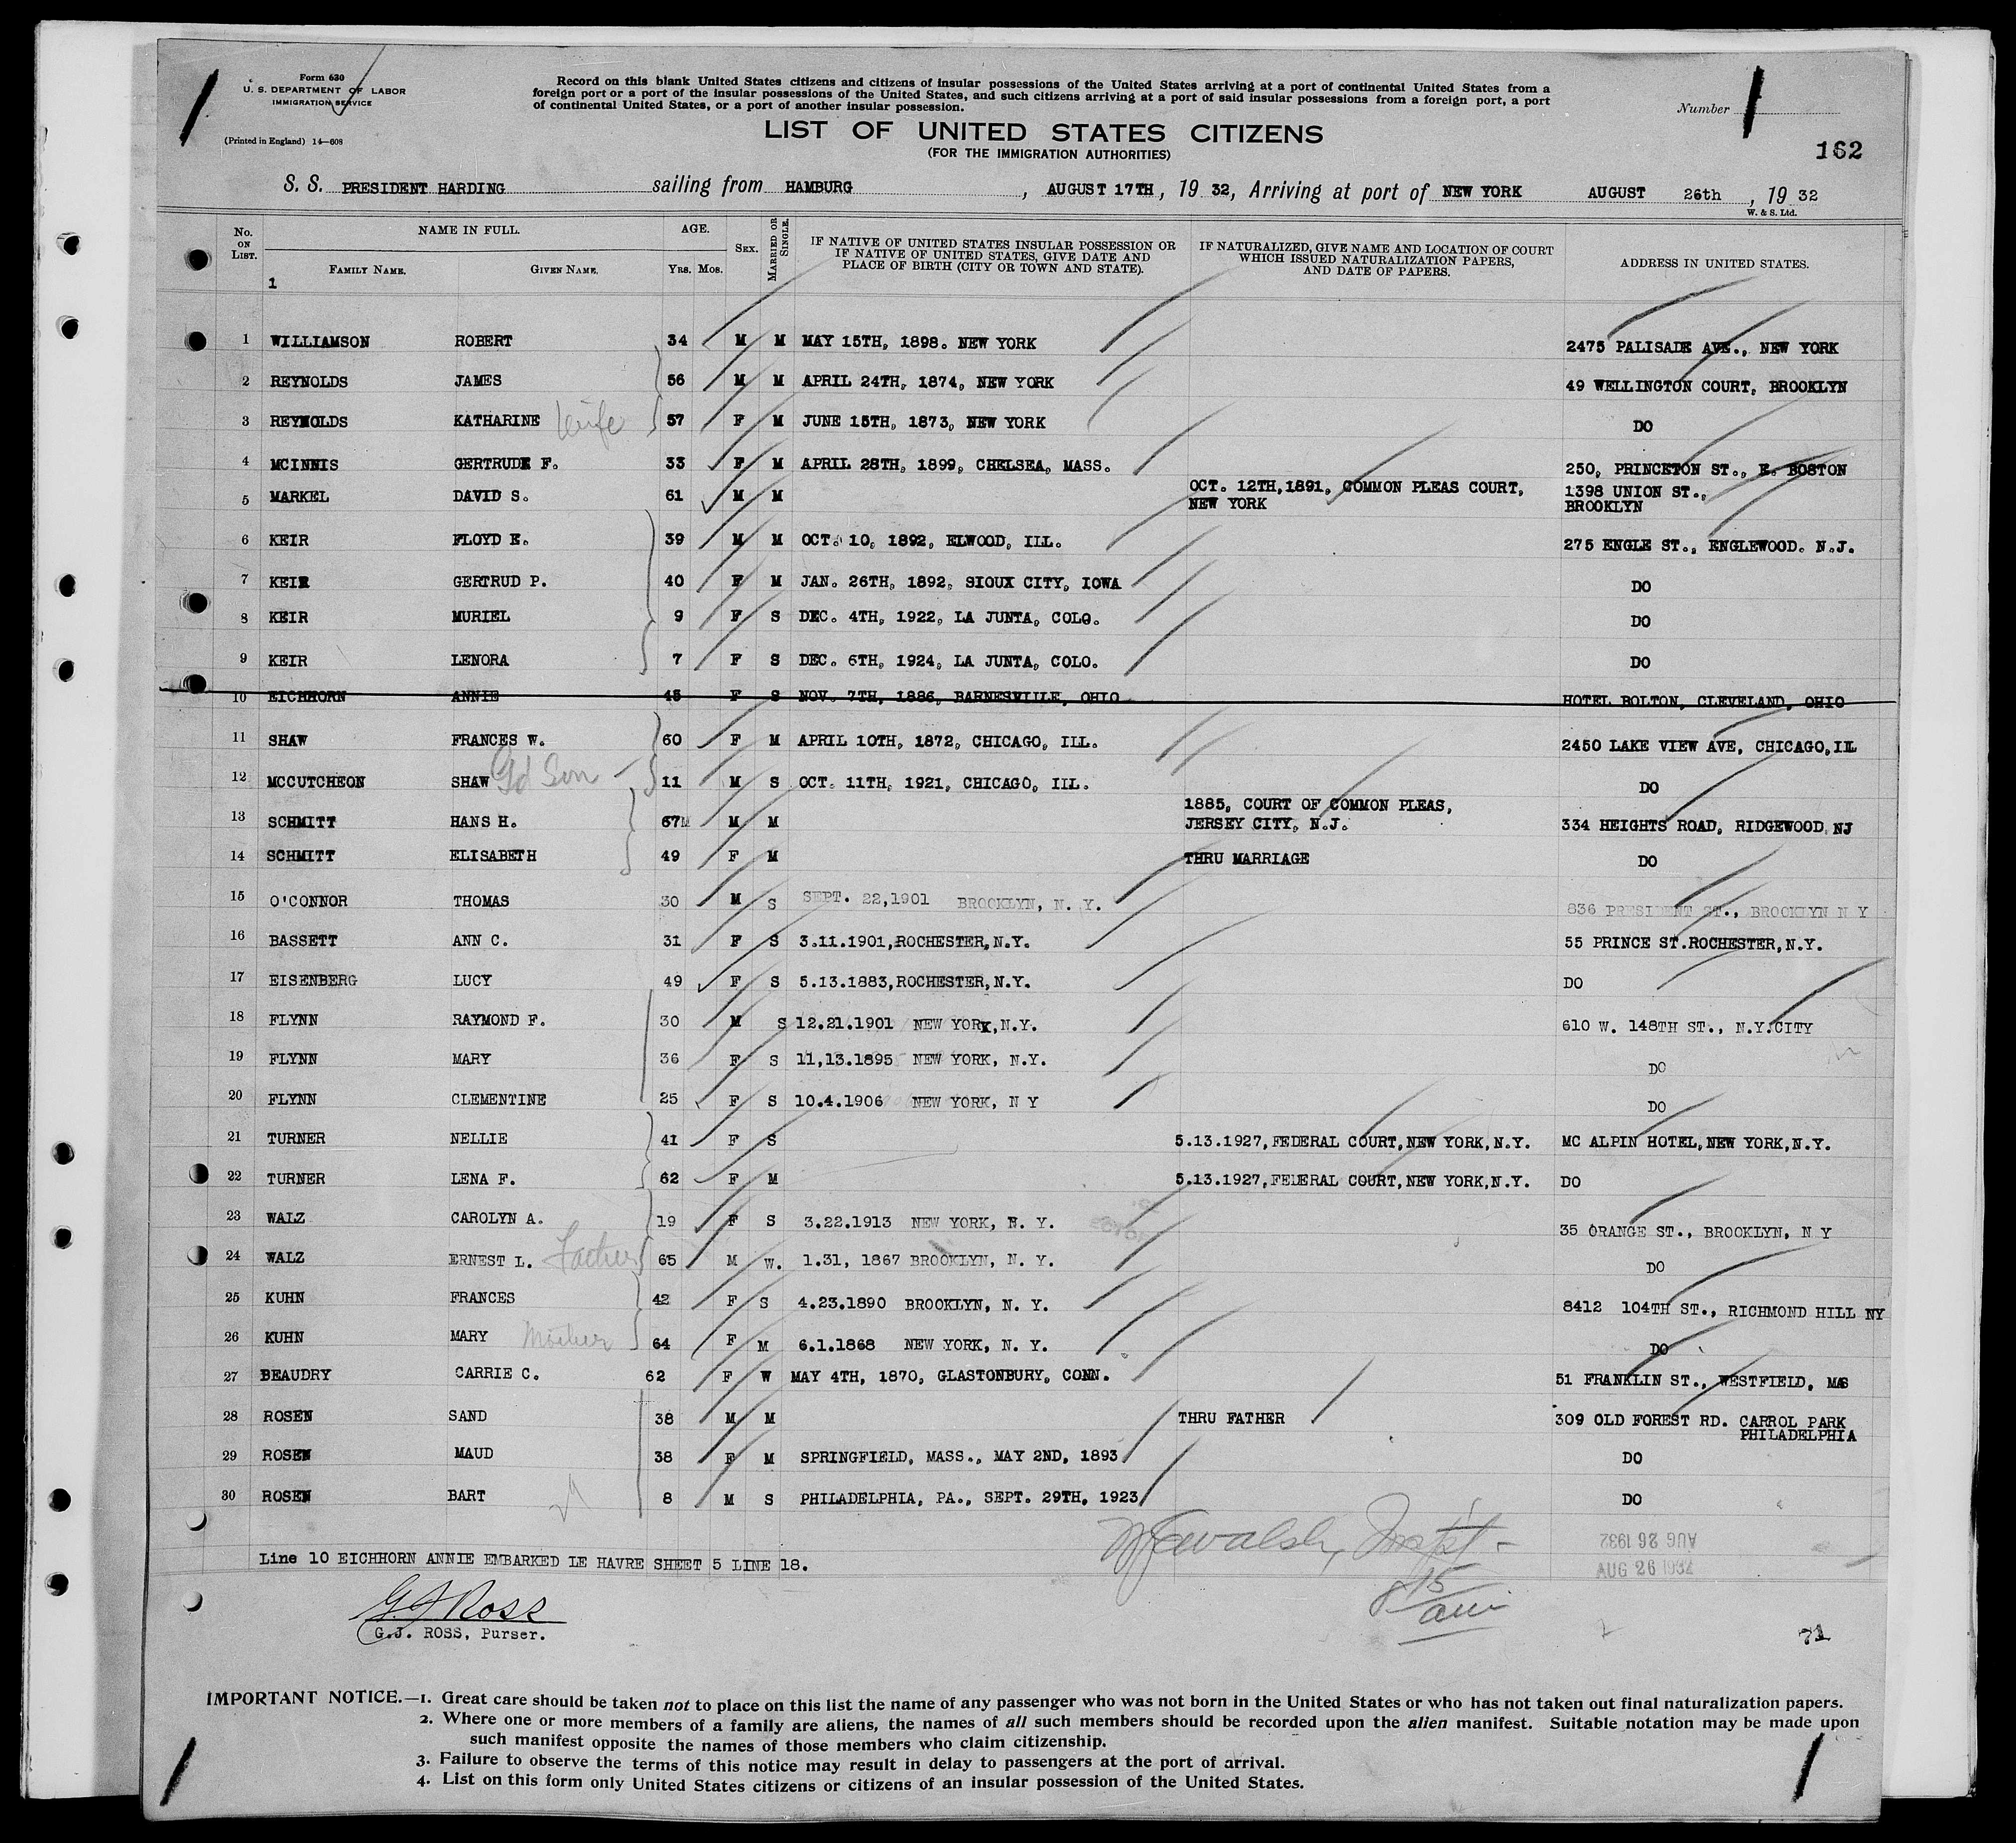 Form 630
U. S. DEPARTMENT OF LABOR
IMMIGRATION SERVICE
(Printed in England) 14—608
Record on this blank United States citizens and citizens of insular possessions of the United States arriving at a port of continental United States from a
foreign port or a port of the insular possessions of the United States, and such citizens arriving at a port of said insular possessions from a foreign port, a port
of continental United States, or a port of another insular possession.
Number
LIST OF UNITED STATES CITIZENS
(FOR THE IMMIGRATION AUTHORITIES)
162
S. S. PRESIDENT HARDING sailing from HAMBURG, AUGUST 17TH, 19 32, Arriving at port of NEW YORK AUGUST 26th, 19 32
W. & S. Ltd.
No. ON LIST. NAME IN FULL. FAMILY NAME. GIVEN NAME. AGE. YRS. MOS. SEX. MARRIED OR SINGLE. IF NATIVE OF UNITED STATES INSULAR POSSESSION OR IF NATIVE OF UNITED STATES, GIVE DATE AND PLACE OF BIRTH (CITY OR TOWN AND STATE). IF NATURALIZED, GIVE NAME AND LOCATION OF COURT WHICH ISSUED NATURALIZATION PAPERS, AND DATE OF PAPERS. ADDRESS IN UNITED STATES.
1
1 WILLIAMSON ROBERT 34 M M MAY 15TH, 1898. NEW YORK 2475 PALISADE AVE., NEW YORK
2 REYNOLDS JAMES 56 M M APRIL 24TH, 1874, NEW YORK 49 WELLINGTON COURT, BROOKLYN
3 REYNOLDS KATHARINE wife 57 F M JUNE 15TH, 1873, NEW YORK DO
4 MCINNIS GERTRUDE F. 33 F M APRIL 28TH, 1899, CHELSEA, MASS. 250, PRINCETON ST., E. BOSTON
5 MARKEL DAVID S. 61 M M OCT. 12TH,1891, COMMON PLEAS COURT, NEW YORK 1398 UNION ST., BROOKLYN
6 KEIR FLOYD E. 39 M M OCT. 10, 1892, ELWOOD, ILL. 275 ENGLE ST., ENGLEWOOD. N.J.
7 KEIR GERTRUD P. 40 F M JAN. 26TH, 1892, SIOUX CITY, IOWA DO
8 KEIR MURIEL 9 F S DEC. 4TH, 1922, LA JUNTA, COLO. DO
9 KEIR LENORA 7 F S DEC. 6TH, 1924, LA JUNTA, COLO. DO
10 EICHHORN ANNIE 45 F S NOV. 7TH, 1886, BARNESVILLE, OHIO HOTEL BOLTON, CLEVELAND, OHIO
11 SHAW FRANCES W. 60 F M APRIL 10TH, 1872, CHICAGO, ILL. 2450 LAKE VIEW AVE, CHICAGO,ILL
12 MCCUTCHEON SHAW Gd Son 11 M S OCT. 11TH, 1921, CHICAGO, ILL. DO
13 SCHMITT HANS H. 67 M M 1885, COURT OF COMMON PLEAS, JERSEY CITY, N.J. 334 HEIGHTS ROAD, RIDGEWOOD NJ
14 SCHMITT ELISABETH 49 F M THRU MARRIAGE DO
15 O'CONNOR THOMAS 30 M S SEPT. 22,1901 BROOKLYN, N. Y. 836 PRESIDENT ST., BROOKLYN N Y
16 BASSETT ANN C. 31 F S 3.11.1901,ROCHESTER,N.Y. 55 PRINCE ST.ROCHESTER,N.Y.
17 EISENBERG LUCY 49 F S 5.13.1883,ROCHESTER,N.Y. DO
18 FLYNN RAYMOND F. 30 M S 12.21.1901 NEW YORK,N.Y. 610 W. 148TH ST., N.Y.CITY
19 FLYNN MARY 36 F S 11,13.1895 NEW YORK, N.Y. DO
20 FLYNN CLEMENTINE 25 F S 10.4.1906 NEW YORK, N Y DO
21 TURNER NELLIE 41 F S 5.13.1927,FEDERAL COURT,NEW YORK,N.Y. MC ALPIN HOTEL,NEW YORK,N.Y.
22 TURNER LENA F. 62 F M 5.13.1927,FEDERAL COURT,NEW YORK,N.Y. DO
23 WALZ CAROLYN A. 19 F S 3.22.1913 NEW YORK, N. Y. 35 ORANGE ST., BROOKLYN, N Y
24 WALZ ERNEST L. Father 65 M W. 1.31, 1867 BROOKLYN, N. Y. DO
25 KUHN FRANCES 42 F S 4.23.1890 BROOKLYN, N. Y. 8412 104TH ST., RICHMOND HILL NY
26 KUHN MARY Mother 64 F M 6.1.1868 NEW YORK, N. Y. DO
27 BEAUDRY CARRIE C. 62 F W MAY 4TH, 1870, GLASTONBURY, CONN. 51 FRANKLIN ST., WESTFIELD, MAS
28 ROSEN SAND 38 M M THRU FATHER 309 OLD FOREST RD. CARROL PARK PHILADELPHIA
29 ROSEN MAUD 38 F M SPRINGFIELD, MASS., MAY 2ND, 1893 DO
30 ROSEN BART 8 M S PHILADELPHIA, PA., SEPT. 29TH, 1923 DO
Line 10 EICHHORN ANNIE EMBARKED LE HAVRE SHEET 5 LINE 18.
AUG 26 1932
AUG 26 1932
G J Ross
G.J. ROSS, Purser.
71
IMPORTANT NOTICE.—1. Great care should be taken not to place on this list the name of any passenger who was not born in the United States or who has not taken out final naturalization papers.
2. Where one or more members of a family are aliens, the names of all such members should be recorded upon the alien manifest. Suitable notation may be made upon
such manifest opposite the names of those members who claim citizenship.
3. Failure to observe the terms of this notice may result in delay to passengers at the port of arrival.
4. List on this form only United States citizens or citizens of an insular possession of the United States.